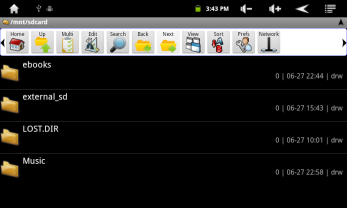 3:43 PM
/mnt/sdcard
Home Up Multi Edit Search Back Next View Sort Prefs Network
ebooks
0 | 06-27 22:44 | drw
external_sd
0 | 06-27 15:43 | drw
LOST.DIR
0 | 06-27 10:01 | drw
Music
0 | 06-27 22:58 | drw